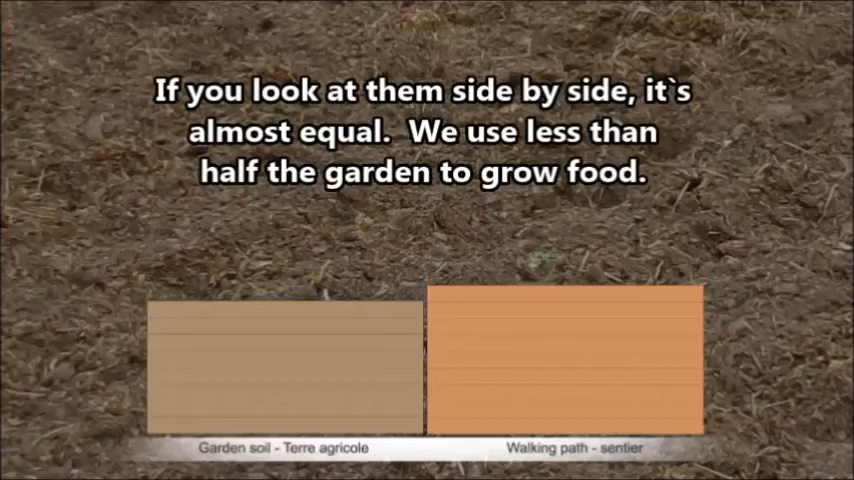 If you look at them side by side, it`s
almost equal.  We use less than
half the garden to grow food.
Garden soil - Terre agricole
Walking path - sentier